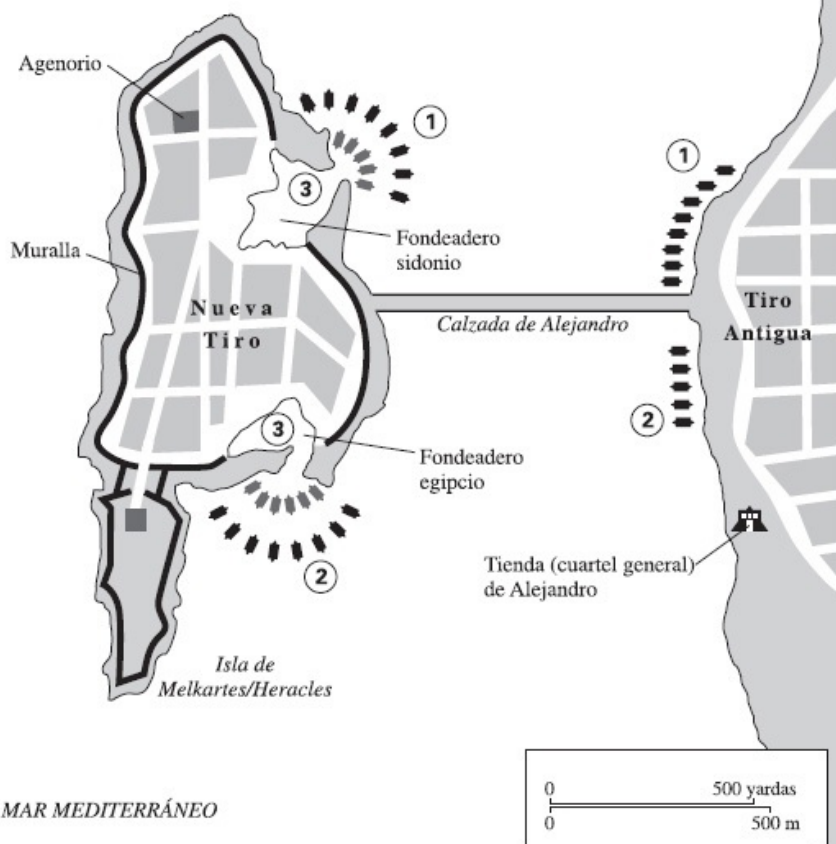 Agenorio
1
1
3
Fondeadero
sidonio
Muralla
Nueva
Tiro
Tiro
Antigua
Calzada de Alejandro
2
3
Fondeadero
egipcio
2
Tienda (cuartel general)
de Alejandro
Isla de
Melkartes/Heracles
MAR MEDITERRÁNEO
0 500 yardas
0 500 m